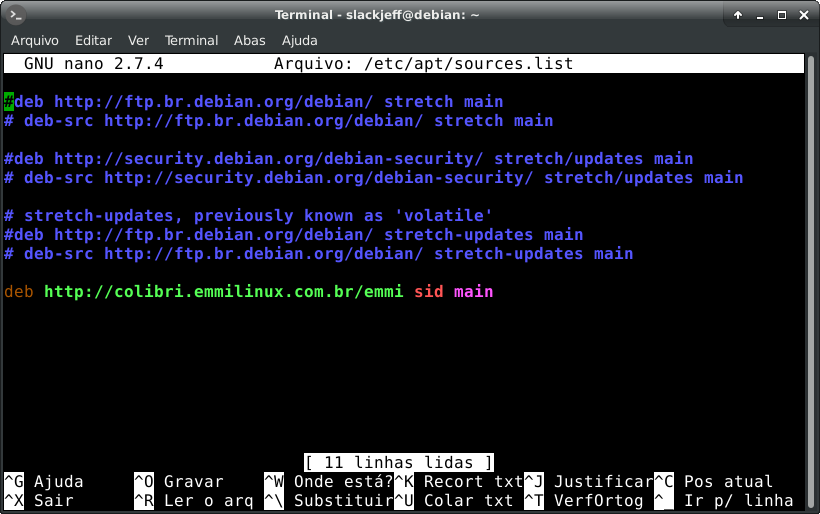 Terminal - slackjeff@debian: ~
Arquivo Editar Ver Terminal Abas Ajuda
GNU nano 2.7.4 Arquivo: /etc/apt/sources.list
#deb http://ftp.br.debian.org/debian/ stretch main
# deb-src http://ftp.br.debian.org/debian/ stretch main
#deb http://security.debian.org/debian-security/ stretch/updates main
# deb-src http://security.debian.org/debian-security/ stretch/updates main
# stretch-updates, previously known as 'volatile'
#deb http://ftp.br.debian.org/debian/ stretch-updates main
# deb-src http://ftp.br.debian.org/debian/ stretch-updates main
deb http://colibri.emmilinux.com.br/emmi sid main
[ 11 linhas lidas ]
^G Ajuda ^O Gravar ^W Onde está? ^K Recort txt ^J Justificar ^C Pos atual
^X Sair ^R Ler o arq ^\ Substituir ^U Colar txt ^T VerfOrtog ^_ Ir p/ linha